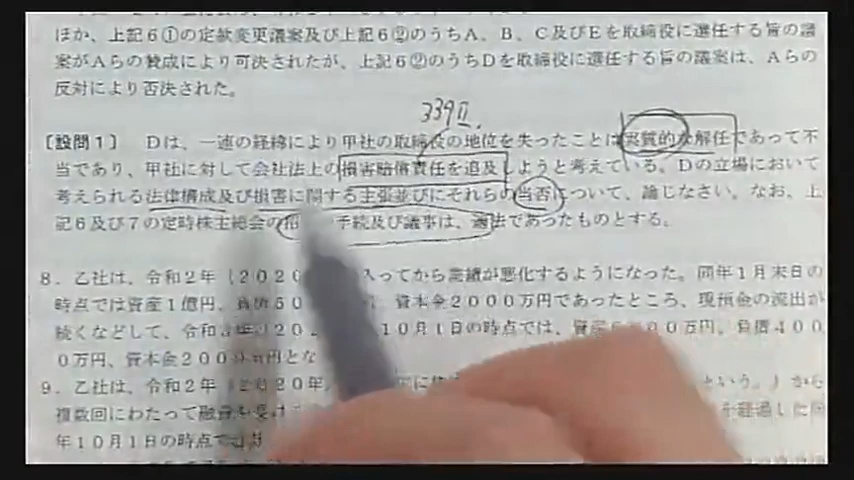 ほか、上記６①の定款変更議案及び上記６②のうちＡ、Ｂ、Ｃ及びＥを取締役に選任する旨の議
案がＡらの賛成により可決されたが、上記６②のうちＤを取締役に選任する旨の議案は、Ａらの
反対により否決された。
339Ⅱ.
〔設問１〕 Ｄは、一連の経緯により甲社の取締役の地位を失ったことは実質的な解任であって不
当であり、甲社に対して会社法上の損害賠償責任を追及しようと考えている。Ｄの立場において
考えられる法律構成及び損害に関する主張並びにそれらの当否について、論じなさい。なお、上
記６及び７の定時株主総会の招 手続及び議事は、適法であったものとする。
８．乙社は、令和２年（２０２０ 入ってから業績が悪化するようになった。同年１月末日の
時点では資産１億円、負債 資本金２０００万円であったところ、現預金の流出が
続くなどして、令和 １０月１日の時点では、資産 ００万円、負債４００
０万円、資本金２００ 円とな
９．乙社は、令和２年（２０２０年 という。）から
複数回にわたって融資を受け を経過した同
年１０月１日の時点では